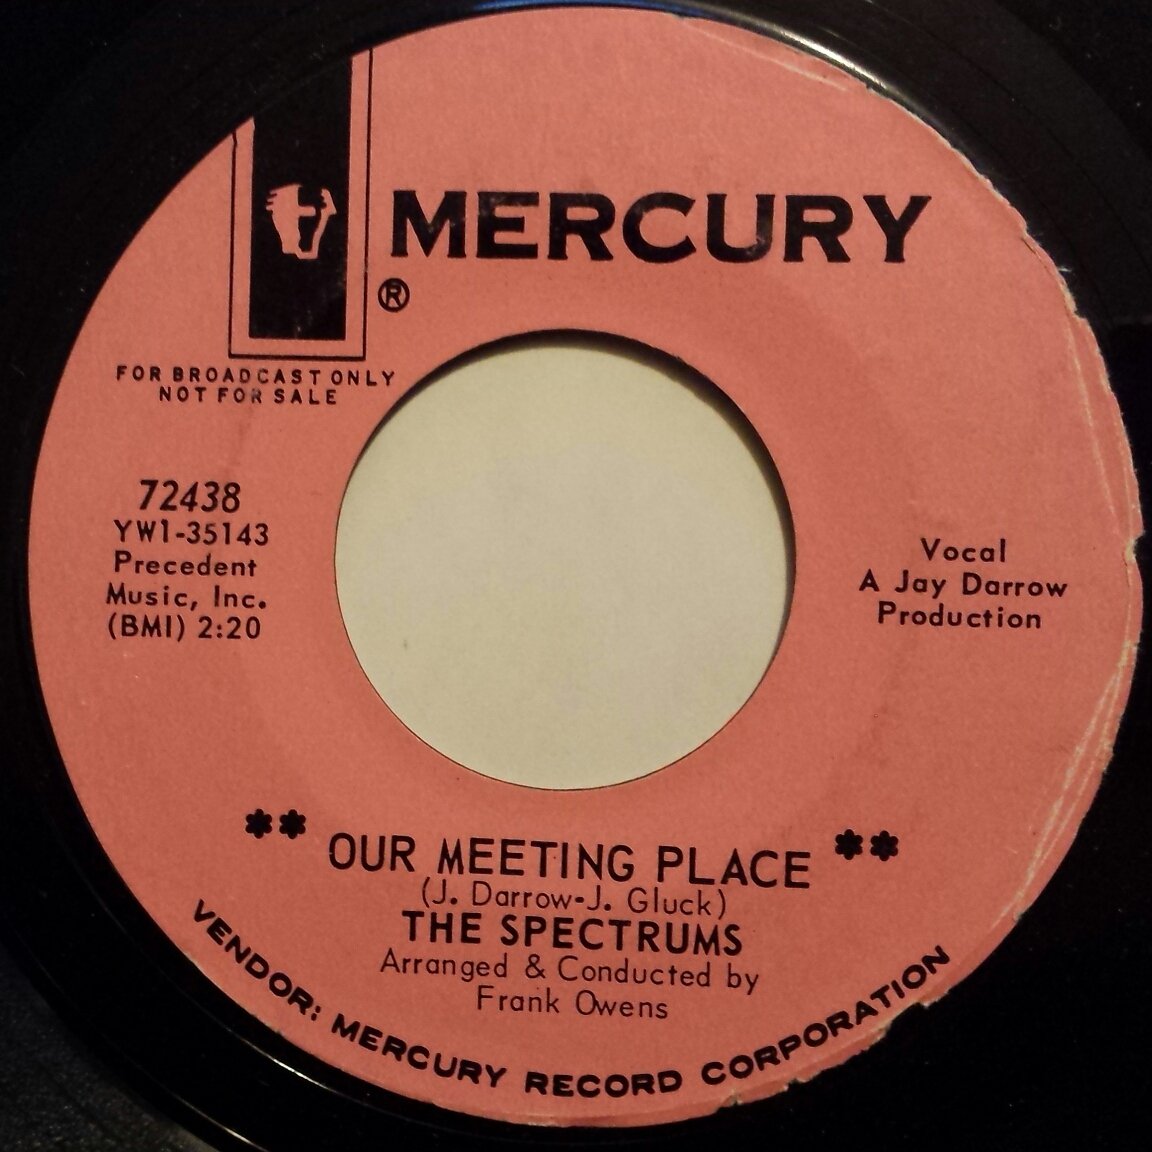 MERCURY
®
FOR BROADCAST ONLY
NOT FOR SALE
72438
YW1-35143
Precedent
Music, Inc.
(BMI) 2:20
Vocal
A Jay Darrow
Production
** OUR MEETING PLACE **
(J. Darrow-J. Gluck)
THE SPECTRUMS
Arranged & Conducted by
Frank Owens
VENDOR: MERCURY RECORD CORPORATION